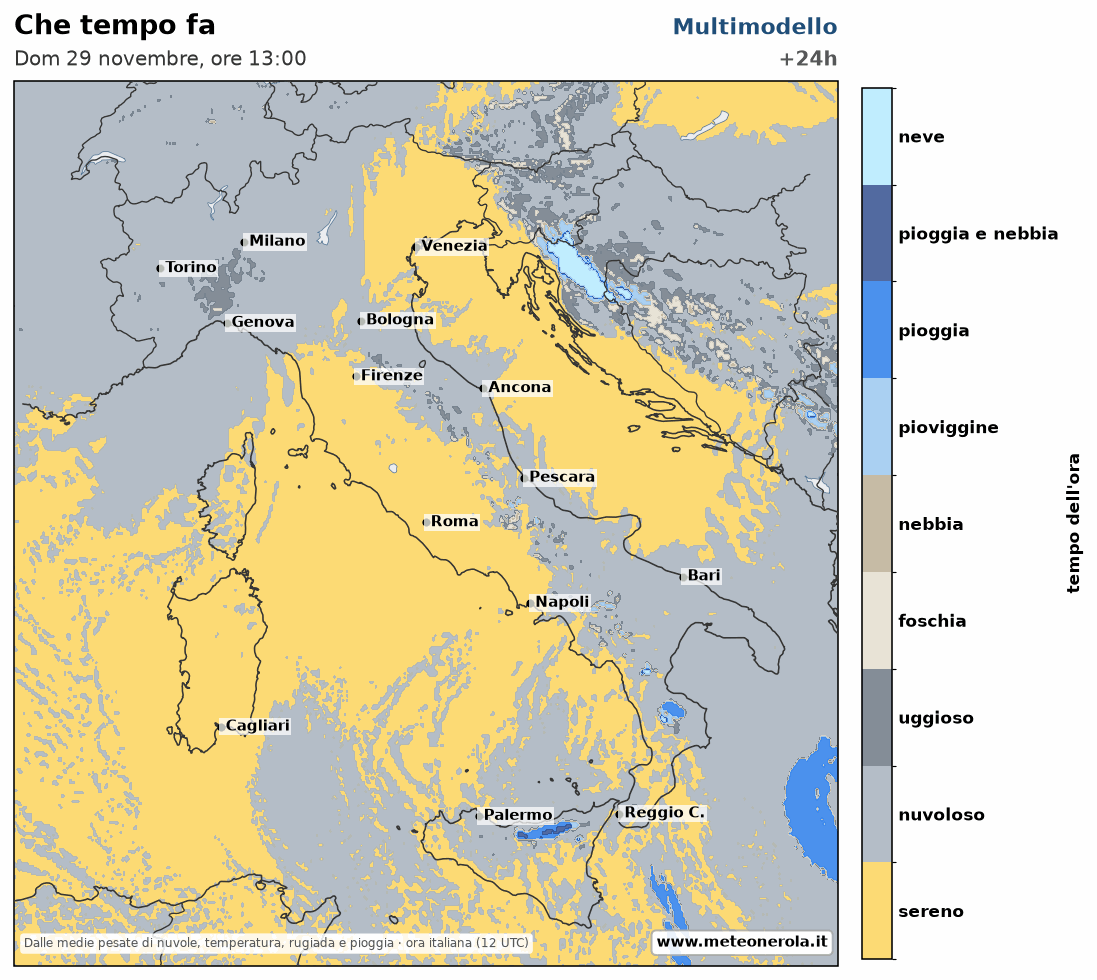 Che tempo fa
Multimodello
Dom 29 novembre, ore 13:00
+24h
neve
pioggia e nebbia
pioggia
pioviggine
nebbia
foschia
uggioso
nuvoloso
sereno
tempo dell'ora
Milano
Venezia
Torino
Genova
Bologna
Firenze
Ancona
Pescara
Roma
Bari
Napoli
Cagliari
Palermo
Reggio C.
Dalle medie pesate di nuvole, temperatura, rugiada e pioggia · ora italiana (12 UTC)
www.meteonerola.it